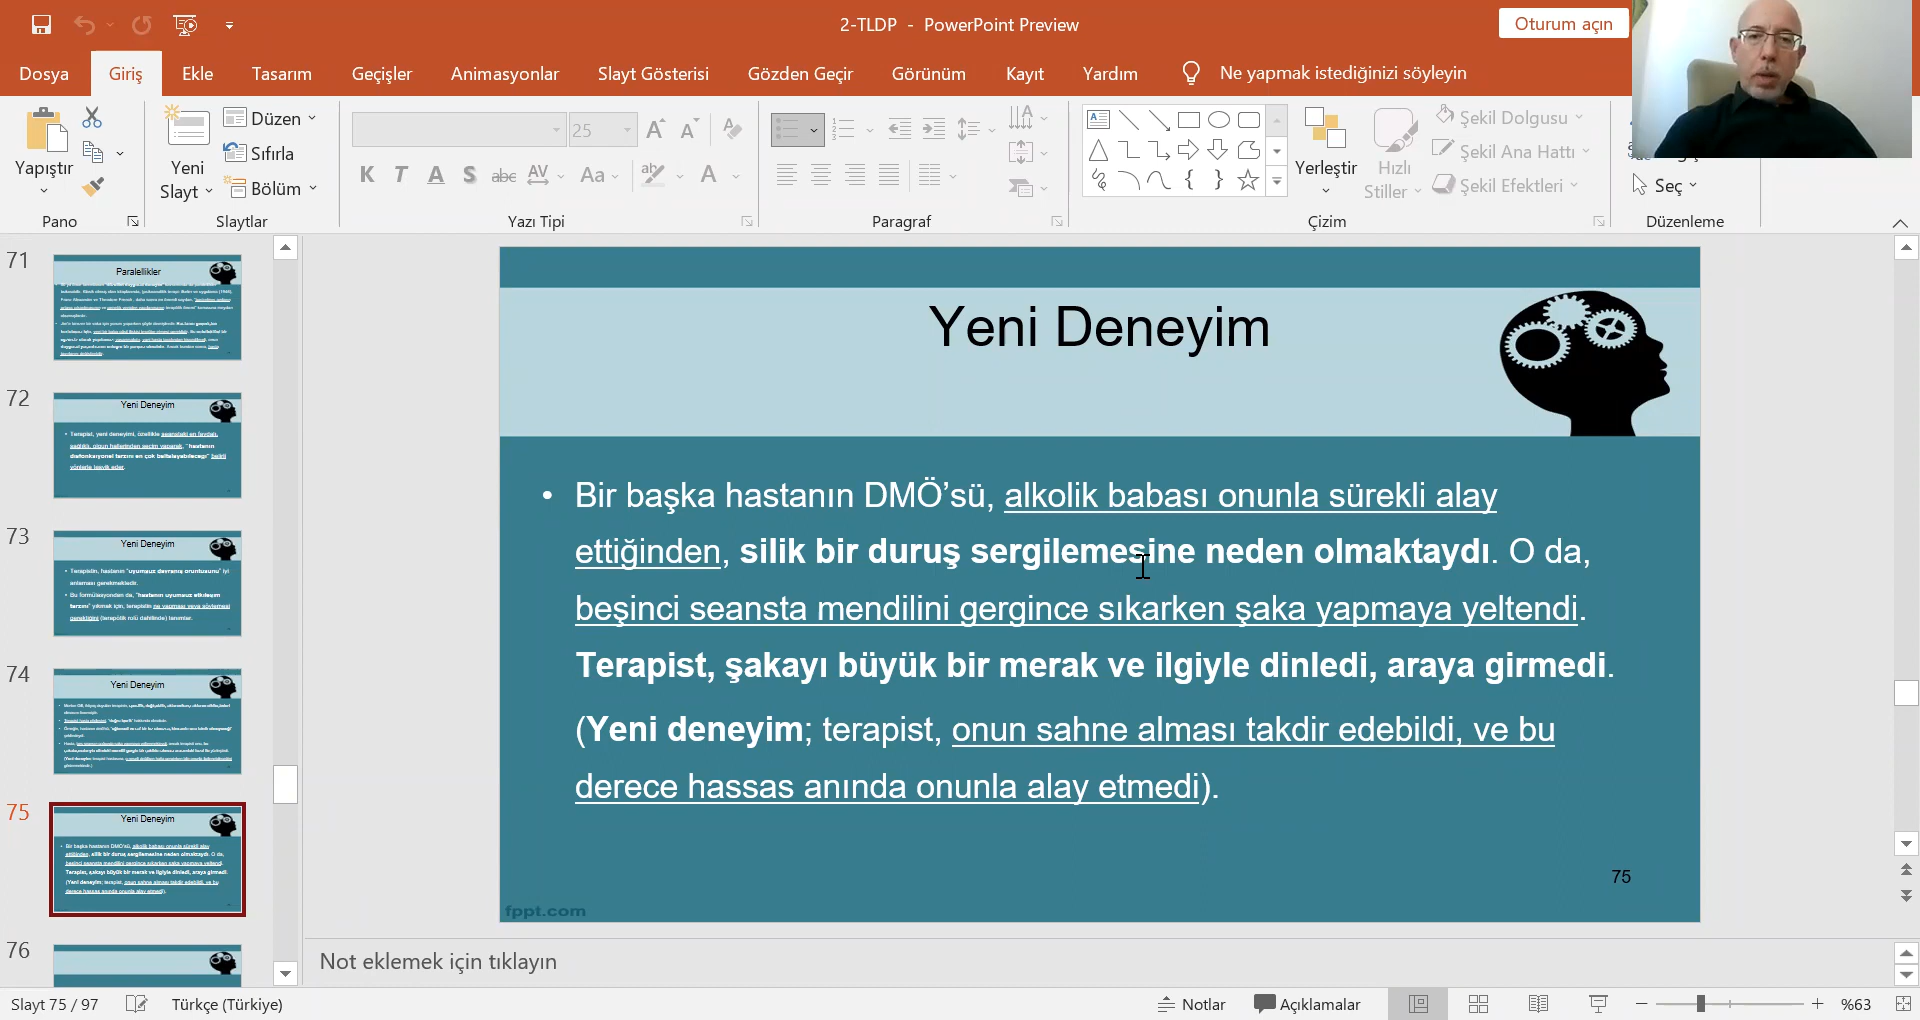 2-TLDP - PowerPoint Preview
Oturum açın
Dosya Giriş Ekle Tasarım Geçişler Animasyonlar Slayt Gösterisi Gözden Geçir Görünüm Kayıt Yardım Ne yapmak istediğinizi söyleyin
Yapıştır
Yeni Slayt
Düzen
Sıfırla
Bölüm
25
K T A S abc AV Aa A
Yerleştir
Hızlı Stiller
Şekil Dolgusu
Şekil Ana Hattı
Şekil Efektleri
Seç
Pano Slaytlar Yazı Tipi Paragraf Çizim Düzenleme
71
Paralellikler
72
Yeni Deneyim
73
Yeni Deneyim
74
Yeni Deneyim
75
Yeni Deneyim
76
Yeni Deneyim
• Bir başka hastanın DMÖ’sü, alkolik babası onunla sürekli alay
ettiğinden, silik bir duruş sergilemesine neden olmaktaydı. O da,
beşinci seansta mendilini gergince sıkarken şaka yapmaya yeltendi.
Terapist, şakayı büyük bir merak ve ilgiyle dinledi, araya girmedi.
(Yeni deneyim; terapist, onun sahne alması takdir edebildi, ve bu
derece hassas anında onunla alay etmedi).
75
fppt.com
Not eklemek için tıklayın
Slayt 75 / 97 Türkçe (Türkiye) Notlar Açıklamalar %63